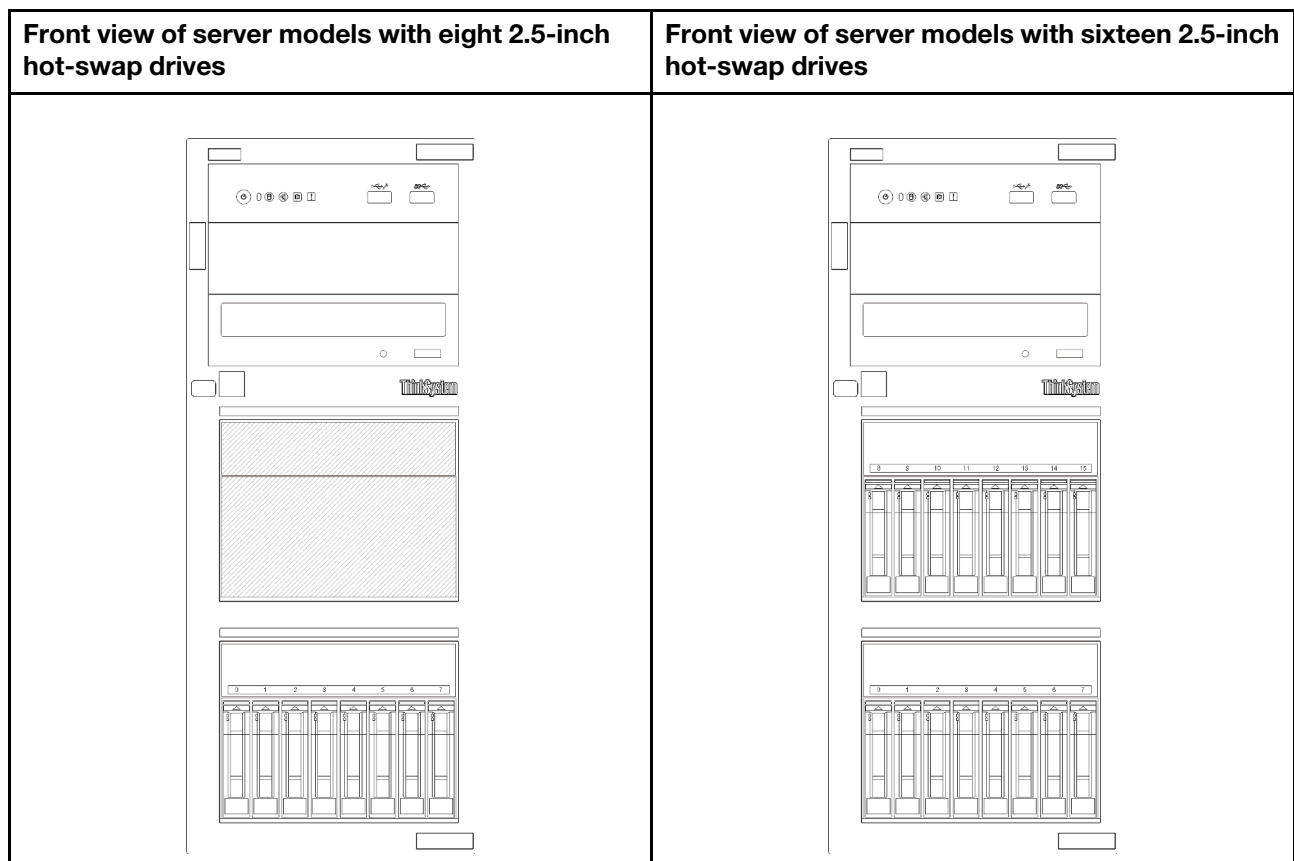 Front view of server models with eight 2.5-inch
hot-swap drives
Front view of server models with sixteen 2.5-inch
hot-swap drives
ThinkSystem
0 1 2 3 4 5 6 7
ThinkSystem
8 9 10 11 12 13 14 15
0 1 2 3 4 5 6 7